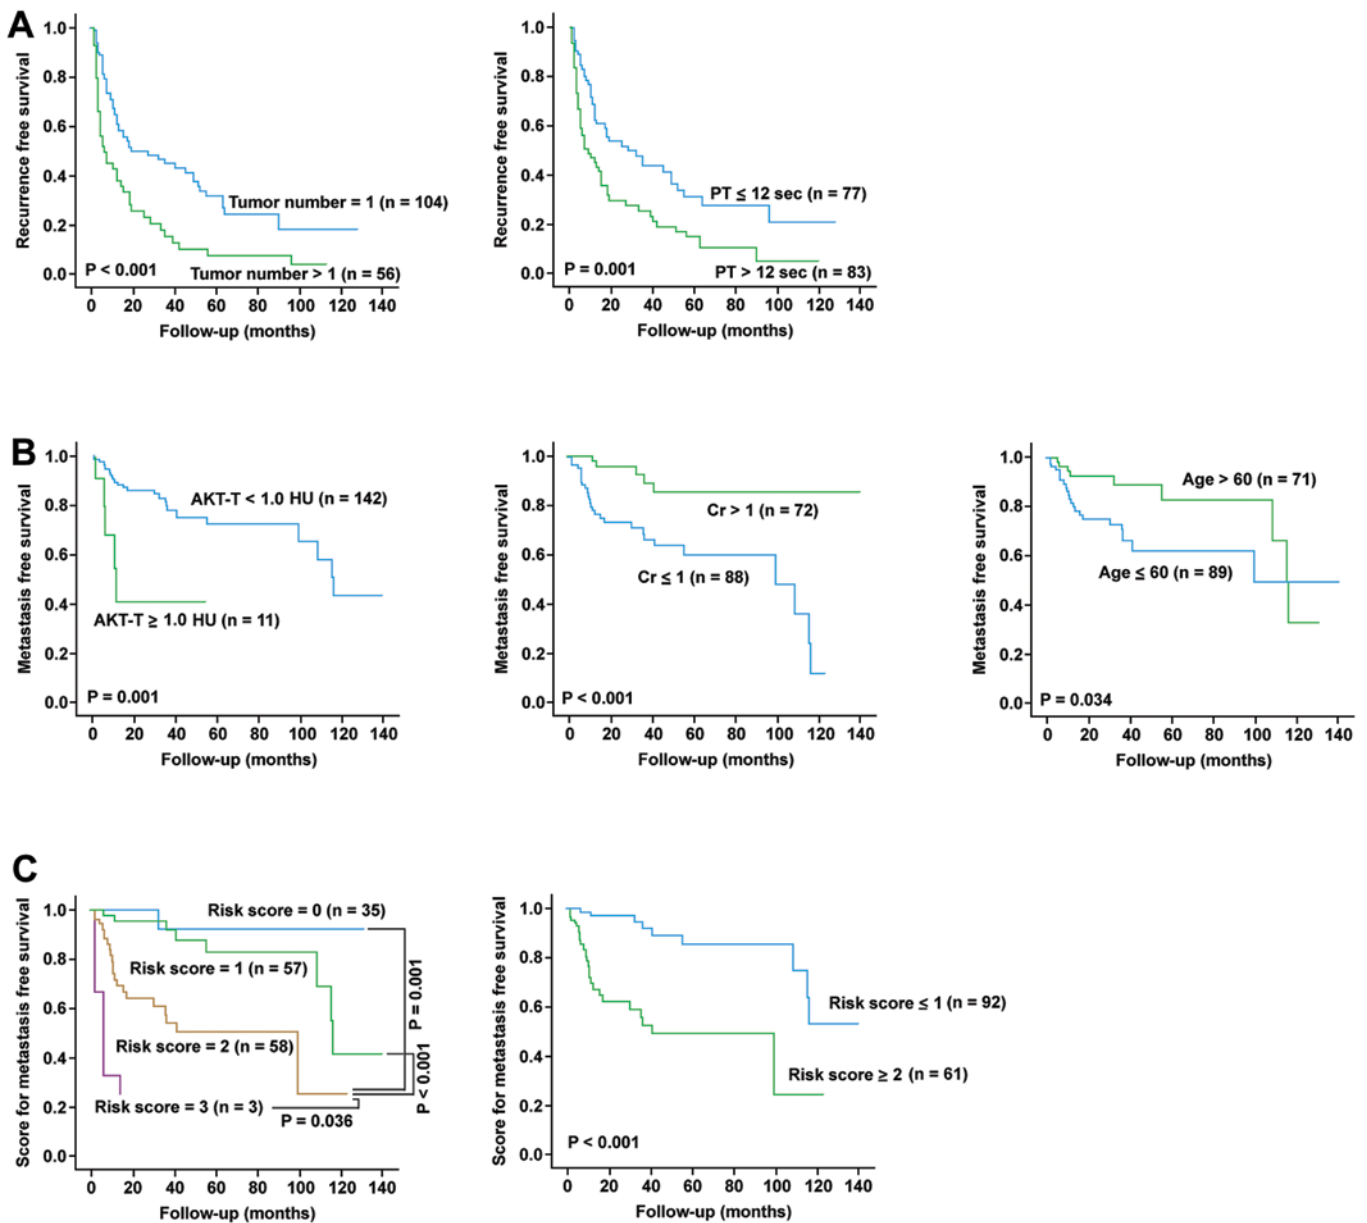 A
Recurrence free survival
1.0
0.8
0.6
0.4
0.2
0.0
Tumor number = 1 (n = 104)
Tumor number > 1 (n = 56)
P < 0.001
0 20 40 60 80 100 120 140
Follow-up (months)
Recurrence free survival
1.0
0.8
0.6
0.4
0.2
0.0
PT ≤ 12 sec (n = 77)
PT > 12 sec (n = 83)
P = 0.001
0 20 40 60 80 100 120 140
Follow-up (months)
B
Metastasis free survival
1.0
0.8
0.6
0.4
0.2
0.0
AKT-T < 1.0 HU (n = 142)
AKT-T ≥ 1.0 HU (n = 11)
P = 0.001
0 20 40 60 80 100 120 140
Follow-up (months)
Metastasis free survival
1.0
0.8
0.6
0.4
0.2
0.0
Cr > 1 (n = 72)
Cr ≤ 1 (n = 88)
P < 0.001
0 20 40 60 80 100 120 140
Follow-up (months)
Metastasis free survival
1.0
0.8
0.6
0.4
0.2
0.0
Age > 60 (n = 71)
Age ≤ 60 (n = 89)
P = 0.034
0 20 40 60 80 100 120 140
Follow-up (months)
C
Score for metastasis free survival
1.0
0.8
0.6
0.4
0.2
0.0
Risk score = 0 (n = 35)
Risk score = 1 (n = 57)
Risk score = 2 (n = 58)
Risk score = 3 (n = 3)
P = 0.001
P < 0.001
P = 0.036
0 20 40 60 80 100 120 140
Follow-up (months)
Score for metastasis free survival
1.0
0.8
0.6
0.4
0.2
0.0
Risk score ≤ 1 (n = 92)
Risk score ≥ 2 (n = 61)
P < 0.001
0 20 40 60 80 100 120 140
Follow-up (months)